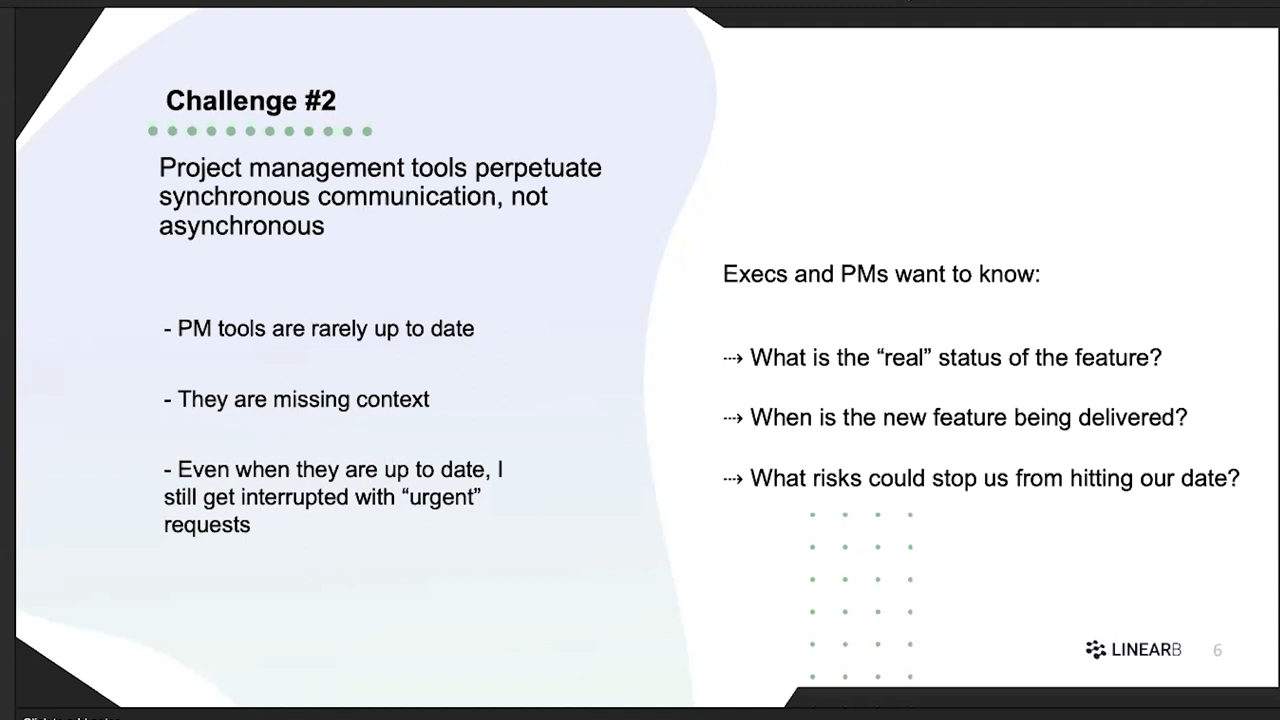 Challenge #2
Project management tools perpetuate
synchronous communication, not
asynchronous
- PM tools are rarely up to date
- They are missing context
- Even when they are up to date, I
still get interrupted with “urgent”
requests
Execs and PMs want to know:
⤏ What is the “real” status of the feature?
⤏ When is the new feature being delivered?
⤏ What risks could stop us from hitting our date?
LINEARB
6